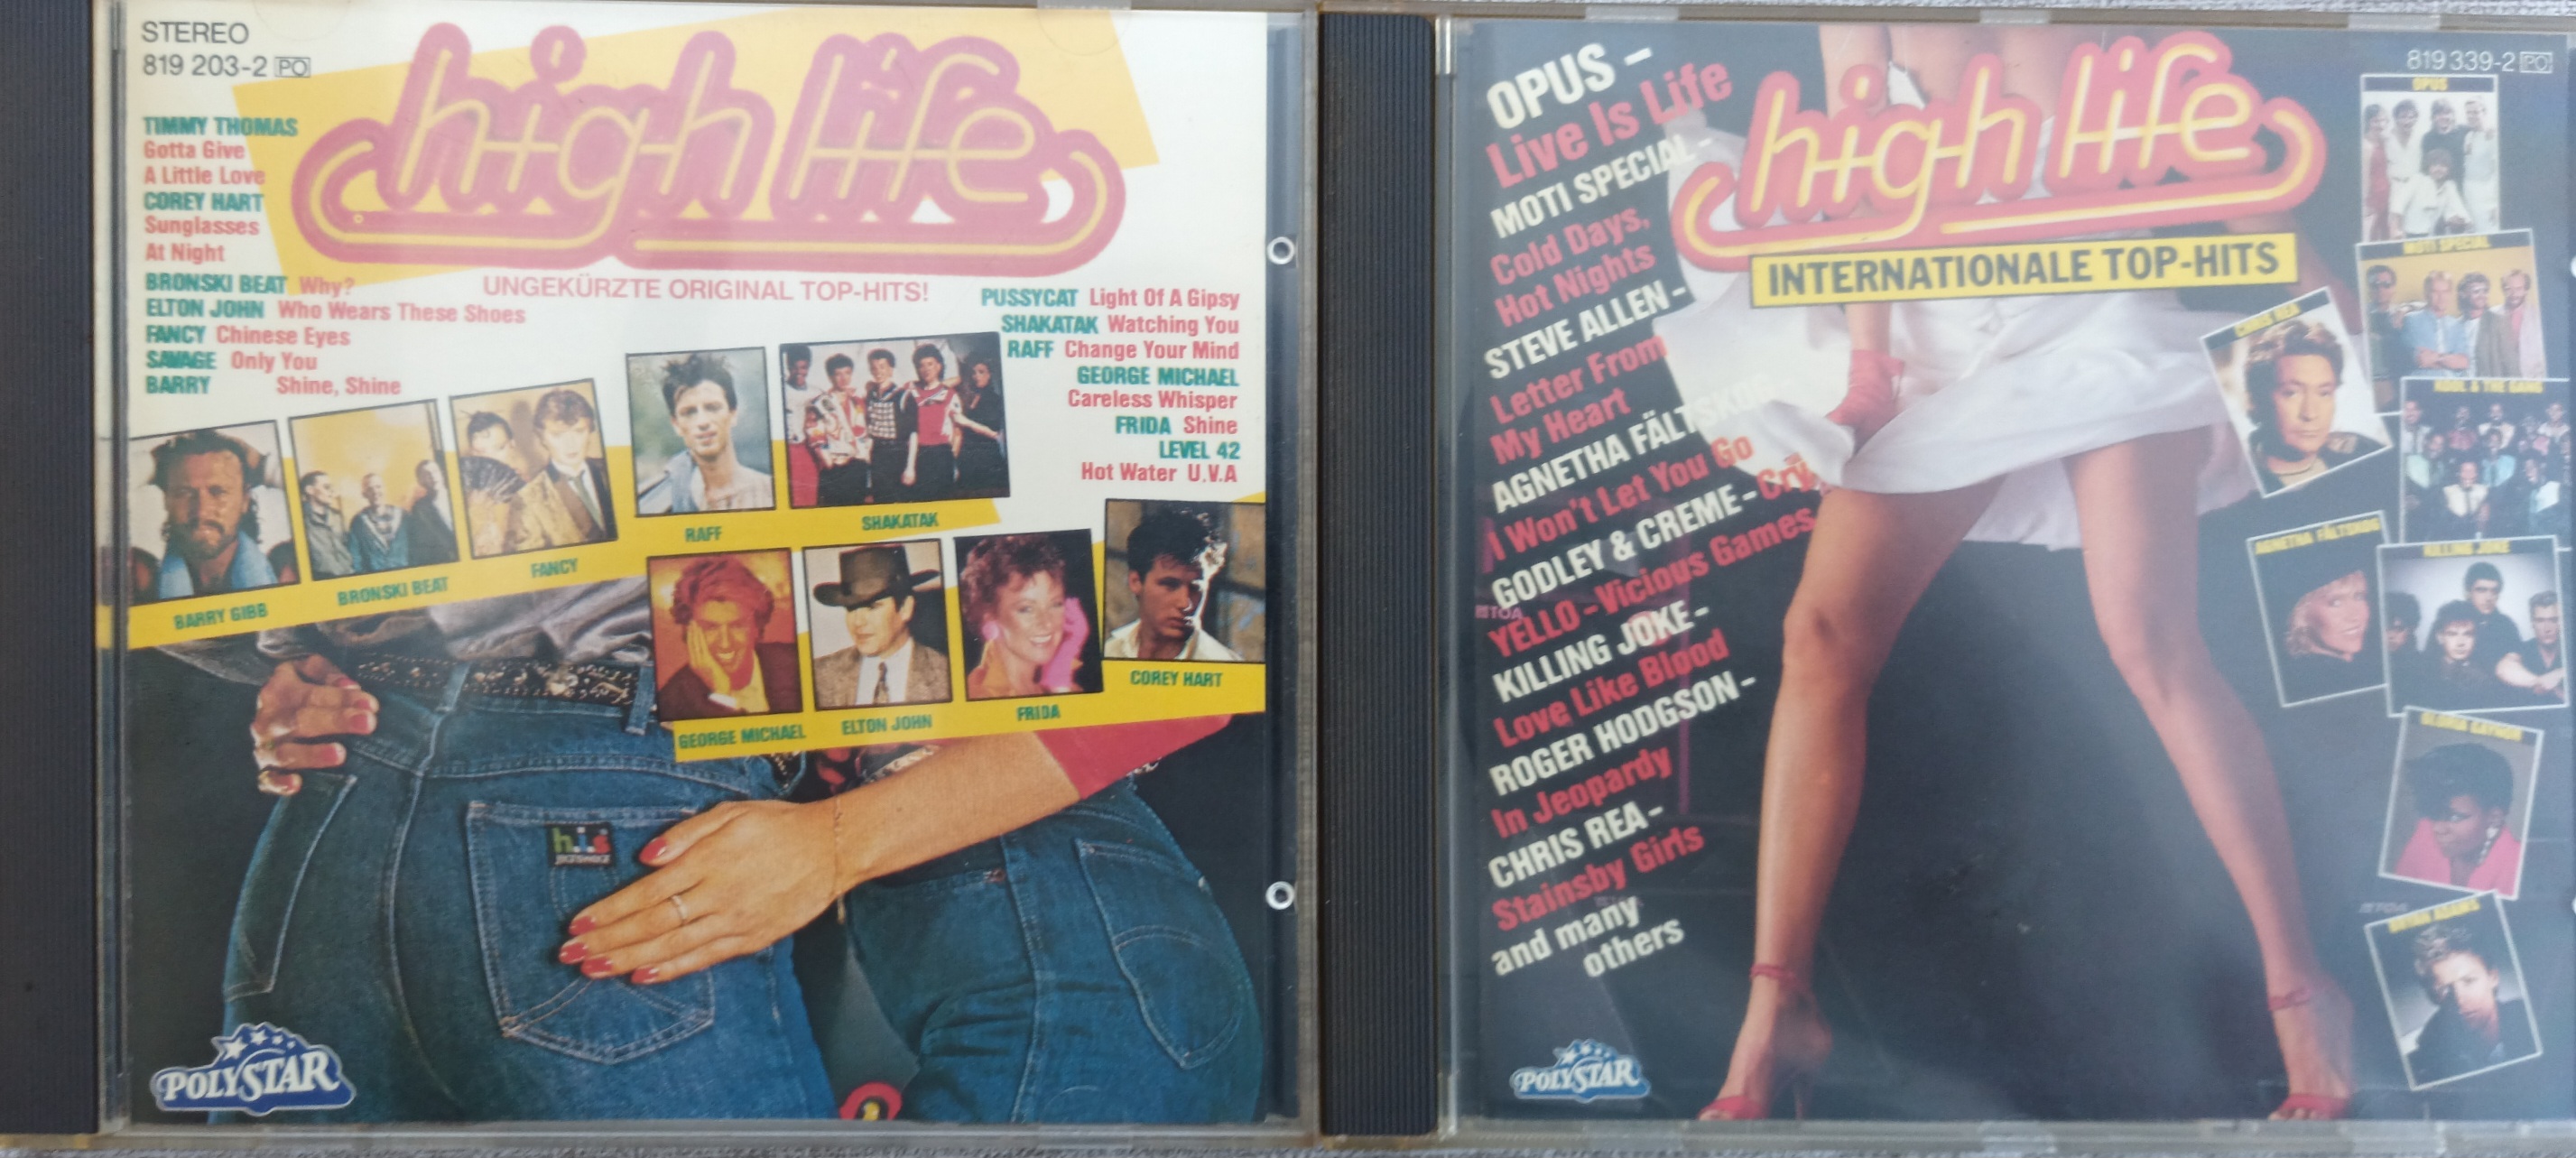 STEREO
819 203-2 PO
high life
TIMMY THOMAS
Gotta Give
A Little Love
COREY HART
Sunglasses
At Night
BRONSKI BEAT Why?
ELTON JOHN Who Wears These Shoes
FANCY Chinese Eyes
SAVAGE Only You
BARRY Shine, Shine
UNGEKÜRZTE ORIGINAL TOP-HITS!
PUSSYCAT Light Of A Gipsy
SHAKATAK Watching You
RAFF Change Your Mind
GEORGE MICHAEL
Careless Whisper
FRIDA Shine
LEVEL 42
Hot Water U.V.A
BARRY GIBB
BRONSKI BEAT
FANCY
RAFF
SHAKATAK
GEORGE MICHAEL
ELTON JOHN
FRIDA
COREY HART
h.i.s
POLYSTAR
819 339-2 PO
high life
INTERNATIONALE TOP-HITS
OPUS -
Live Is Life
MOTI SPECIAL -
Cold Days,
Hot Nights
STEVE ALLEN -
Letter From
My Heart
AGNETHA FÄLTSKOG -
I Won't Let You Go
GODLEY & CREME - Cry
YELLO - Vicious Games
KILLING JOKE -
Love Like Blood
ROGER HODGSON -
In Jeopardy
CHRIS REA -
Stainsby Girls
and many
others
OPUS
MOTI SPECIAL
CHRIS REA
KOOL & THE GANG
AGNETHA FÄLTSKOG
KILLING JOKE
GLORIA GAYNOR
BRYAN ADAMS
POLYSTAR